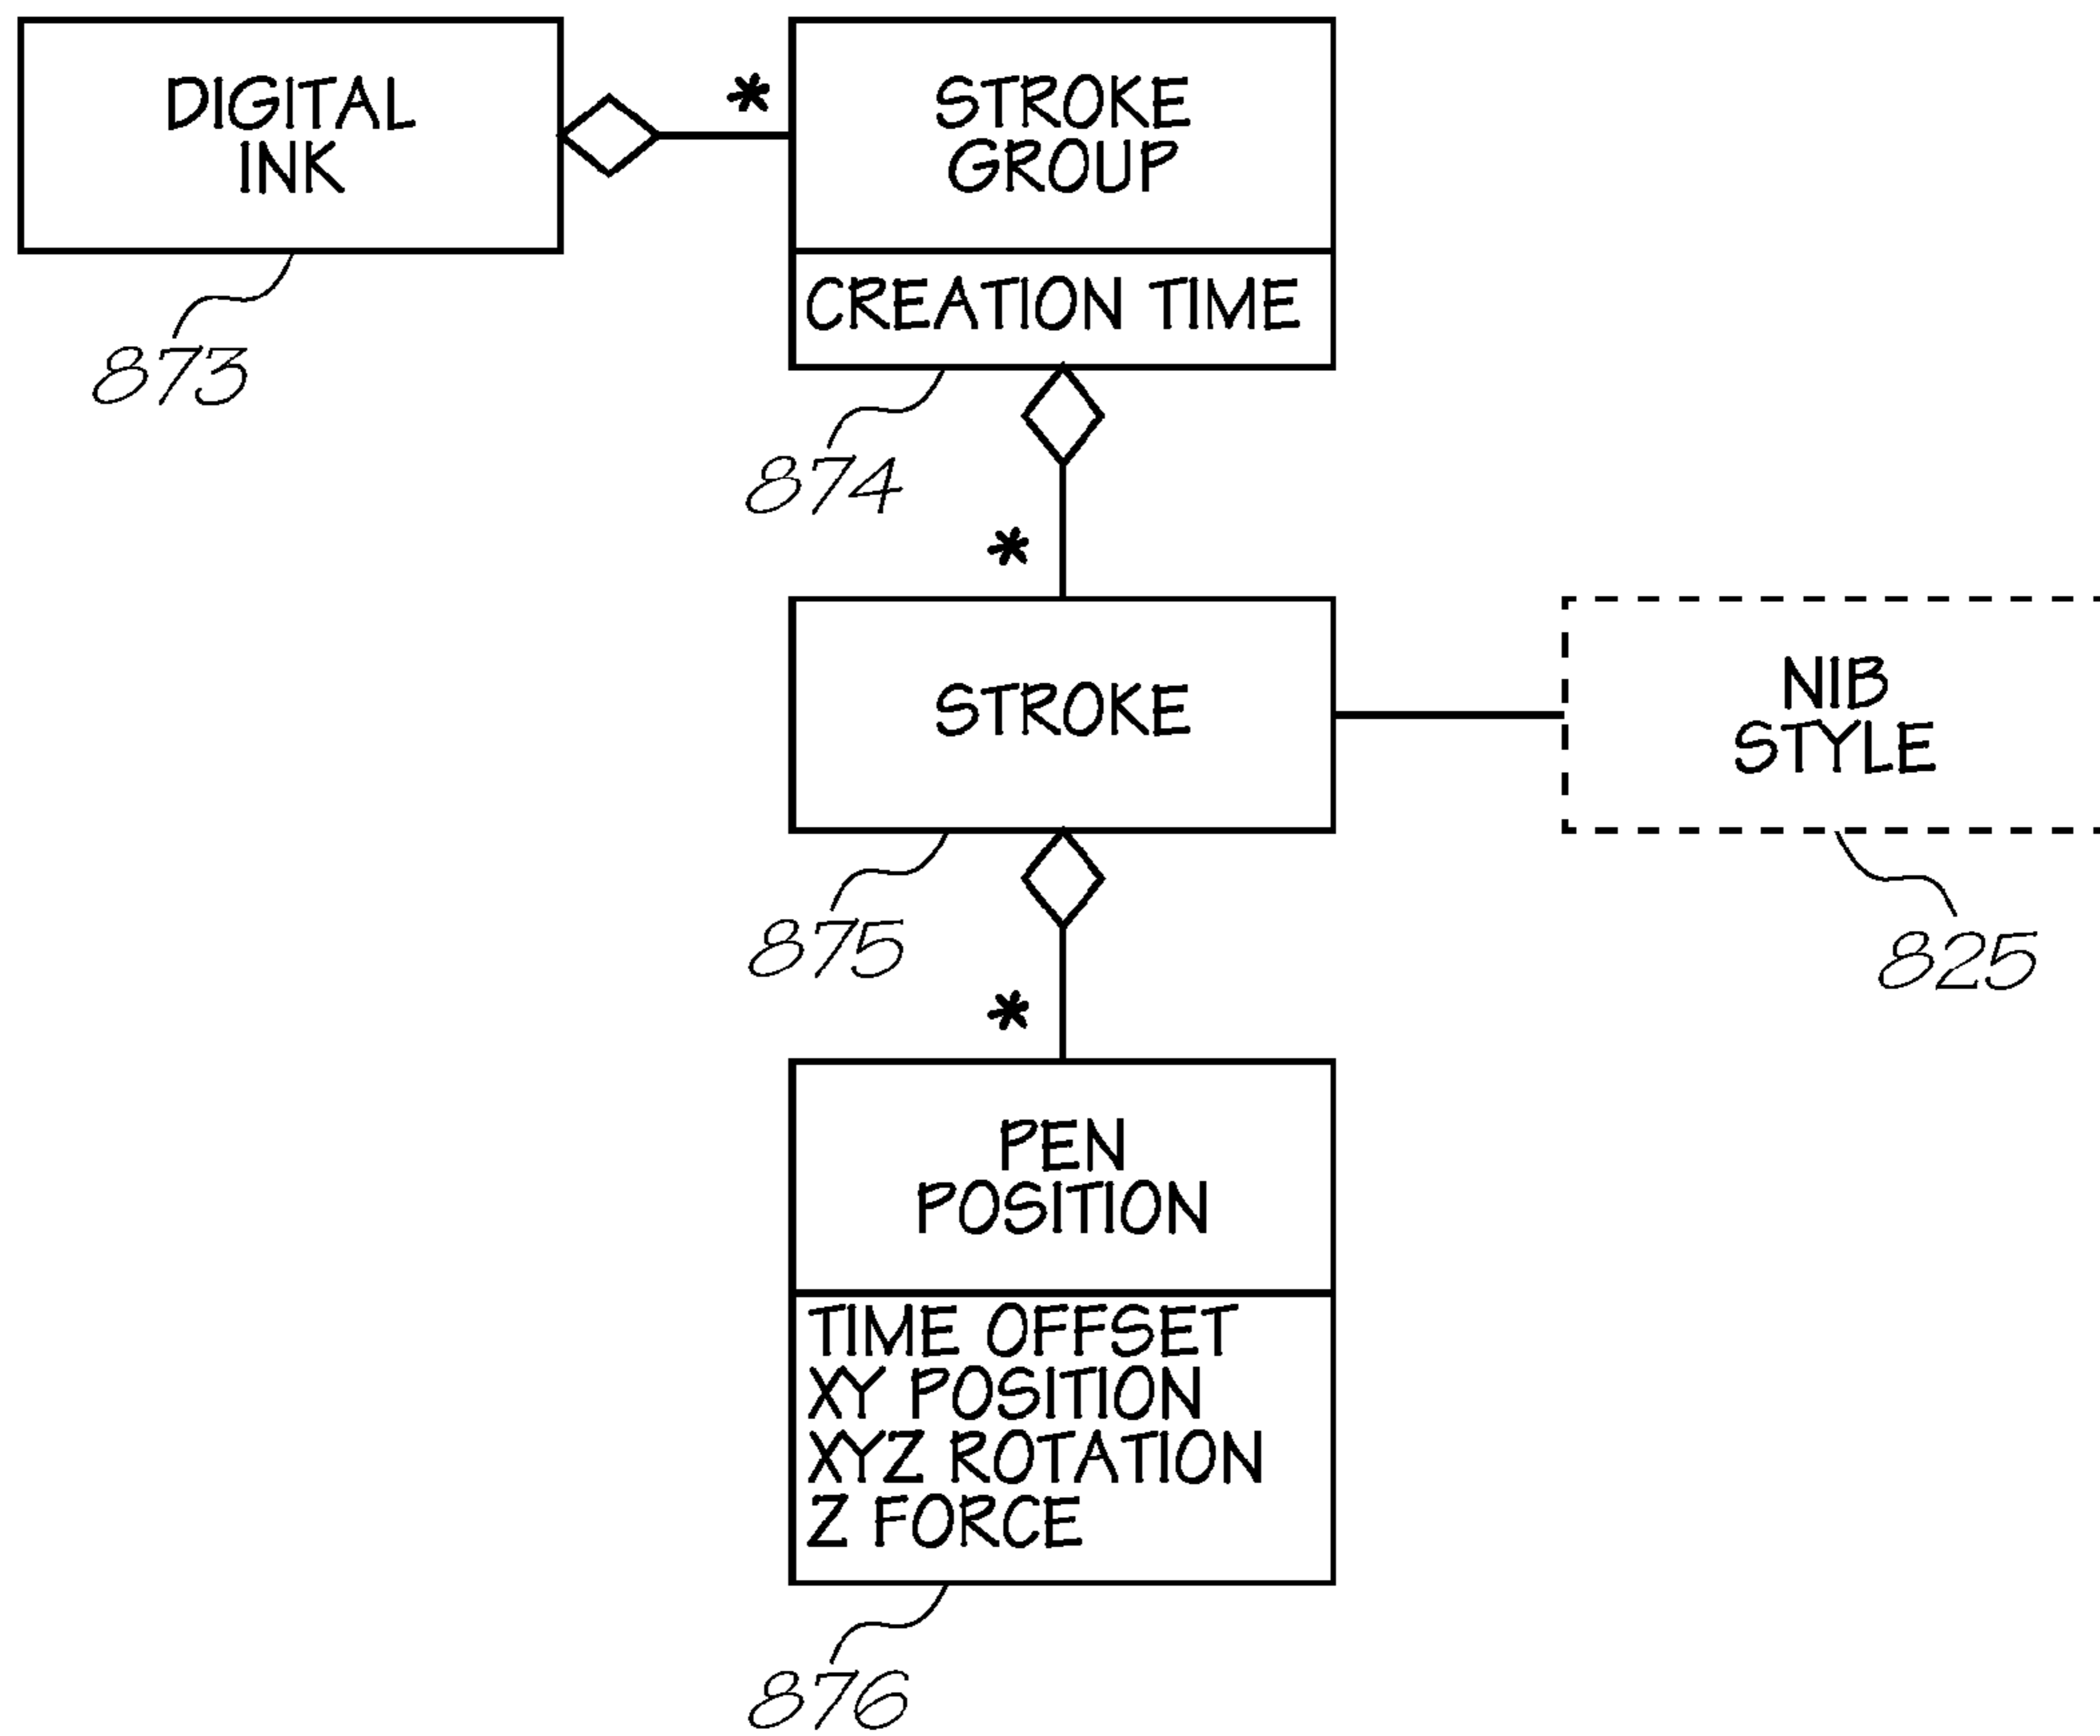 DIGITAL
INK
*
STROKE
GROUP
CREATION TIME
873
874
*
STROKE
NIB
STYLE
875
825
*
PEN
POSITION
TIME OFFSET
XY POSITION
XYZ ROTATION
Z FORCE
876